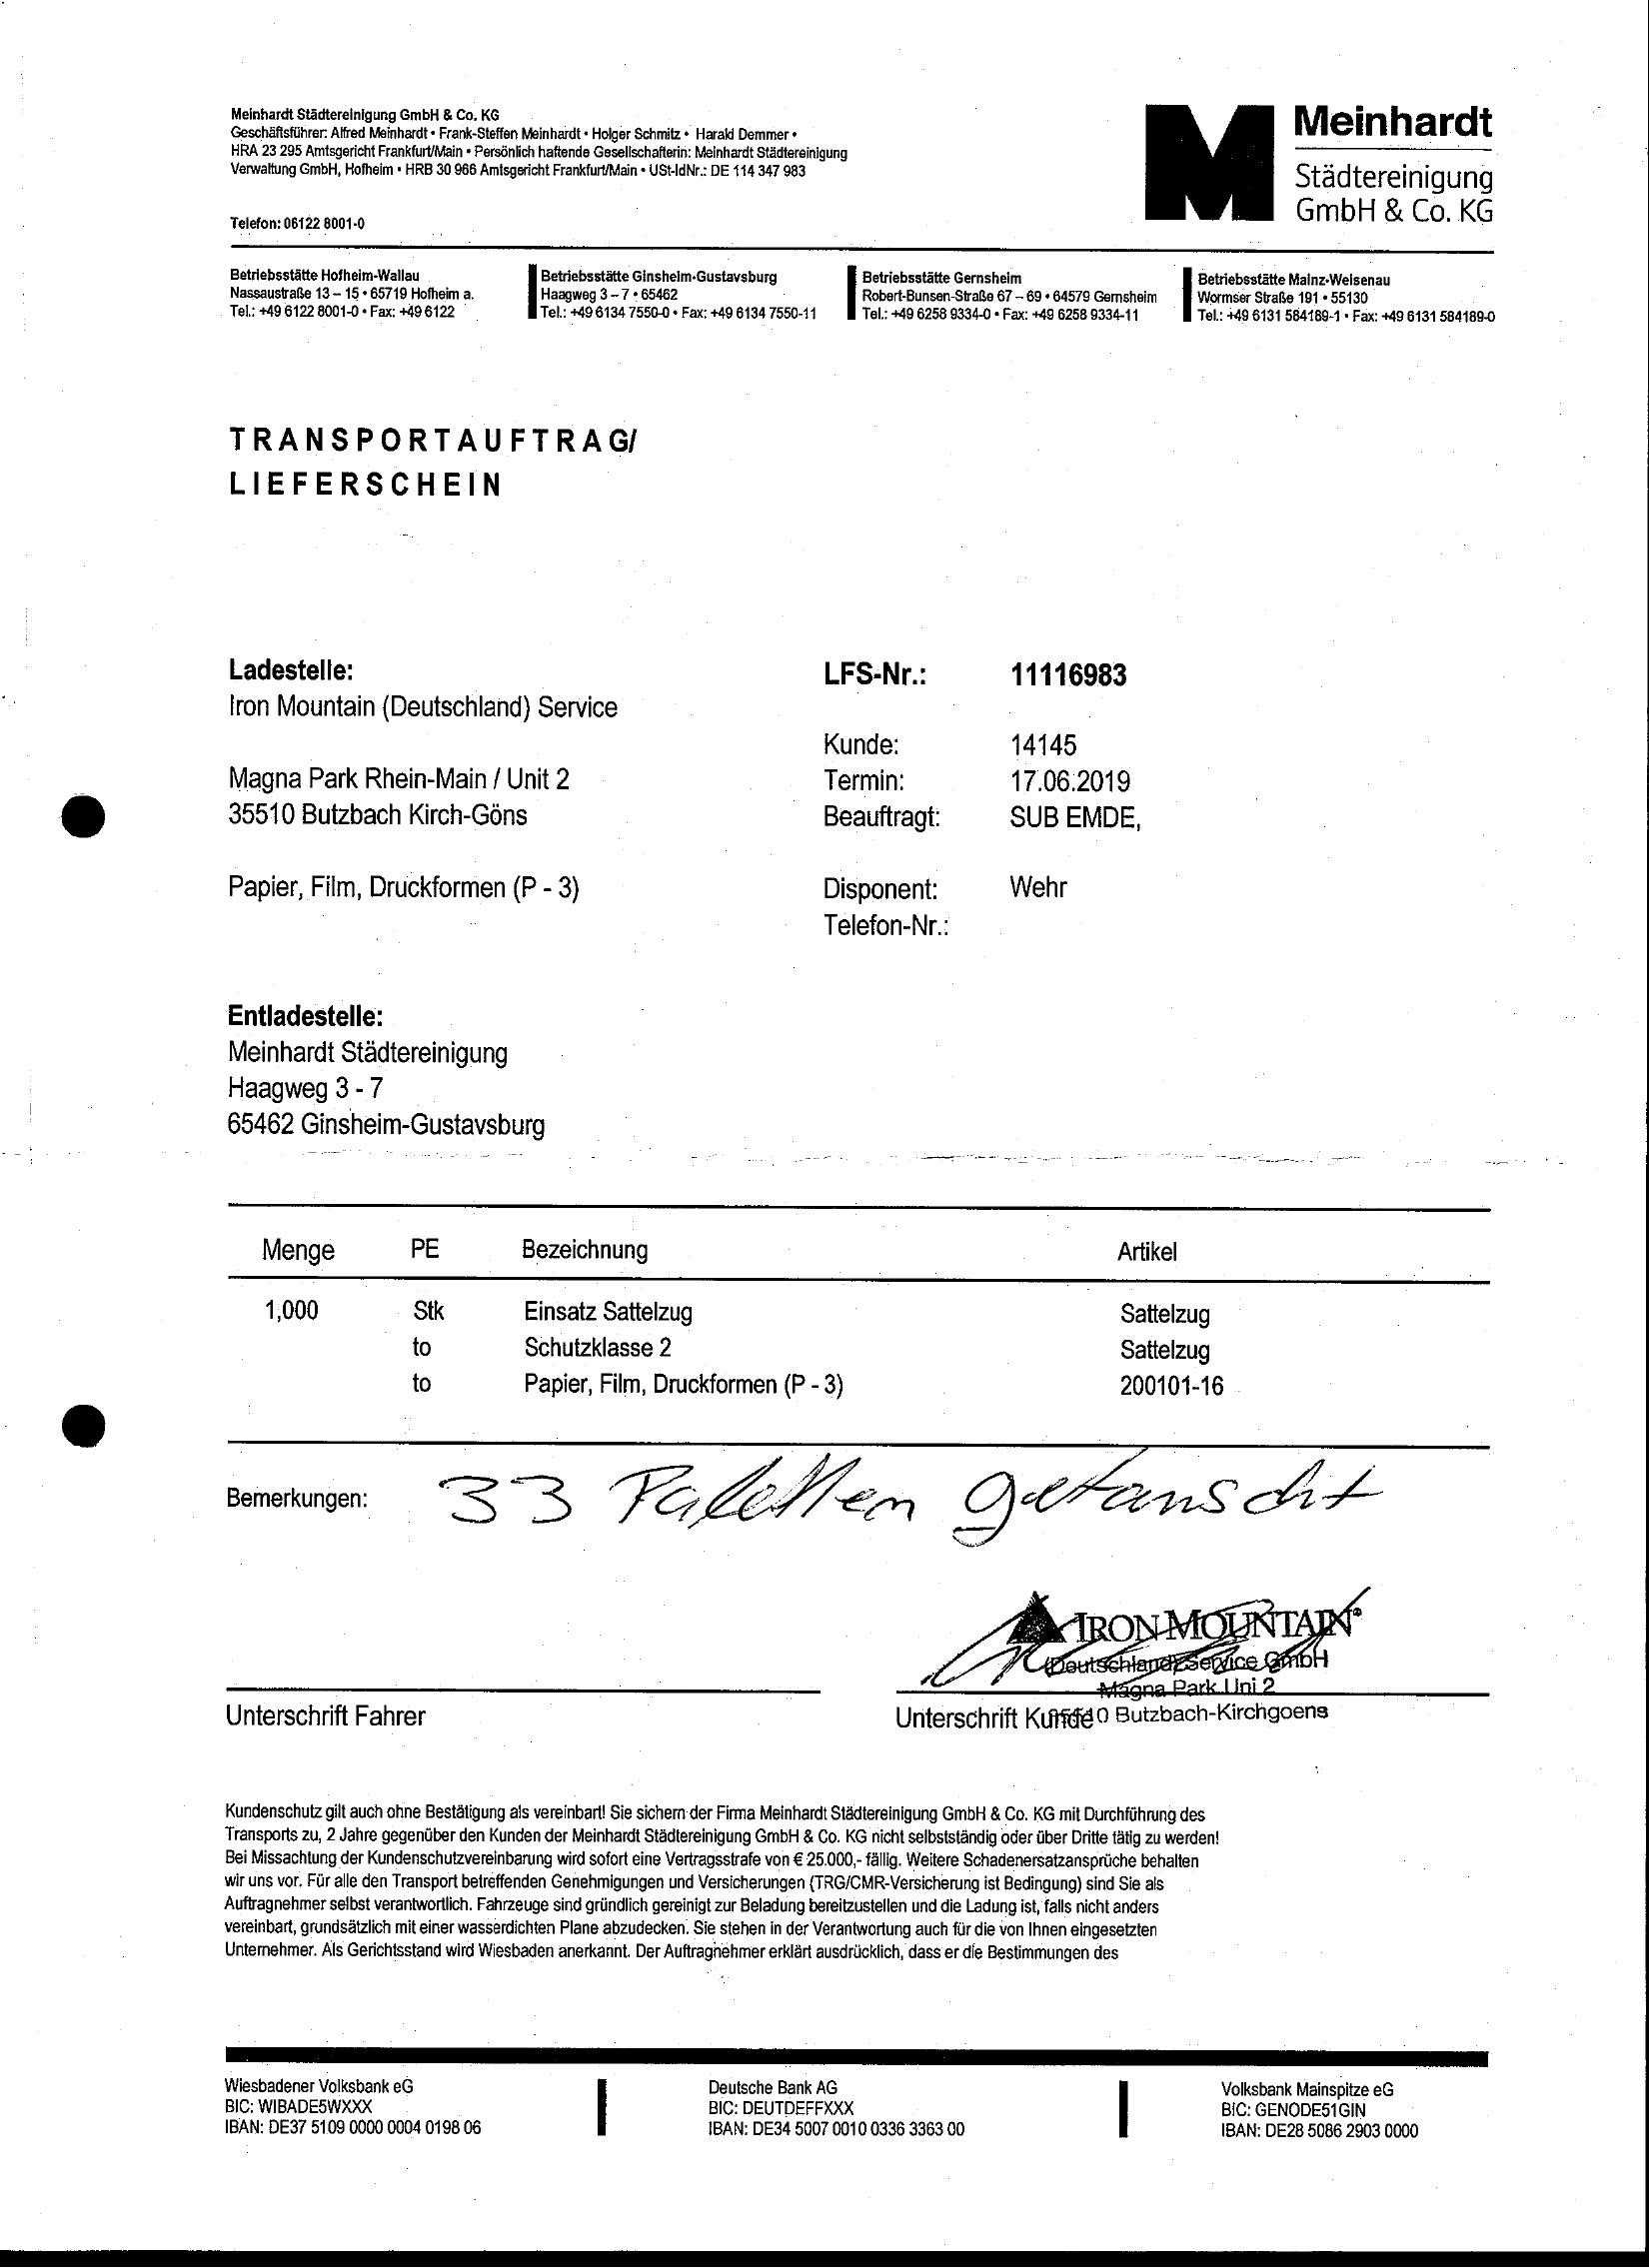 Meinhardt Städtereinigung GmbH & Co. KG
Geschäftsführer: Alfred Meinhardt • Frank-Steffen Meinhardt • Holger Schmitz • Harald Demmer •
HRA 23 295 Amtsgericht Frankfurt/Main • Persönlich haftende Gesellschafterin: Meinhardt Städtereinigung
Verwaltung GmbH, Hofheim • HRB 30 966 Amtsgericht Frankfurt/Main • USt-IdNr.: DE 114 347 983
Telefon: 06122 8001-0
Meinhardt
Städtereinigung
GmbH & Co. KG
Betriebsstätte Hofheim-Wallau
Nassaustraße 13 – 15 • 65719 Hofheim a.
Tel.: +49 6122 8001-0 • Fax: +49 6122
Betriebsstätte Ginsheim-Gustavsburg
Haagweg 3 – 7 • 65462
Tel.: +49 6134 7550-0 • Fax: +49 6134 7550-11
Betriebsstätte Gernsheim
Robert-Bunsen-Straße 67 – 69 • 64579 Gernsheim
Tel.: +49 6258 9334-0 • Fax: +49 6258 9334-11
Betriebsstätte Mainz-Weisenau
Wormser Straße 191 • 55130
Tel.: +49 6131 584189-1 • Fax: +49 6131 584189-0
TRANSPORTAUFTRAG/
LIEFERSCHEIN
Ladestelle:
Iron Mountain (Deutschland) Service
Magna Park Rhein-Main / Unit 2
35510 Butzbach Kirch-Göns
Papier, Film, Druckformen (P - 3)
LFS-Nr.: 11116983
Kunde: 14145
Termin: 17.06.2019
Beauftragt: SUB EMDE,
Disponent: Wehr
Telefon-Nr.:
Entladestelle:
Meinhardt Städtereinigung
Haagweg 3 - 7
65462 Ginsheim-Gustavsburg
Menge PE Bezeichnung Artikel
1,000 Stk Einsatz Sattelzug Sattelzug
to Schutzklasse 2 Sattelzug
to Papier, Film, Druckformen (P - 3) 200101-16
Bemerkungen: 33 Paletten getauscht
IRON MOUNTAIN®
(Deutschland) Service GmbH
Magna Park Uni 2
35510 Butzbach-Kirchgoens
Unterschrift Fahrer
Unterschrift Kunde
Kundenschutz gilt auch ohne Bestätigung als vereinbart! Sie sichern der Firma Meinhardt Städtereinigung GmbH & Co. KG mit Durchführung des
Transports zu, 2 Jahre gegenüber den Kunden der Meinhardt Städtereinigung GmbH & Co. KG nicht selbstständig oder über Dritte tätig zu werden!
Bei Missachtung der Kundenschutzvereinbarung wird sofort eine Vertragsstrafe von € 25.000,- fällig. Weitere Schadenersatzansprüche behalten
wir uns vor. Für alle den Transport betreffenden Genehmigungen und Versicherungen (TRG/CMR-Versicherung ist Bedingung) sind Sie als
Auftragnehmer selbst verantwortlich. Fahrzeuge sind gründlich gereinigt zur Beladung bereitzustellen und die Ladung ist, falls nicht anders
vereinbart, grundsätzlich mit einer wasserdichten Plane abzudecken. Sie stehen in der Verantwortung auch für die von Ihnen eingesetzten
Unternehmer. Als Gerichtsstand wird Wiesbaden anerkannt. Der Auftragnehmer erklärt ausdrücklich, dass er die Bestimmungen des
Wiesbadener Volksbank eG
BIC: WIBADE5WXXX
IBAN: DE37 5109 0000 0004 0198 06
Deutsche Bank AG
BIC: DEUTDEFFXXX
IBAN: DE34 5007 0010 0336 3363 00
Volksbank Mainspitze eG
BIC: GENODE51GIN
IBAN: DE28 5086 2903 0000